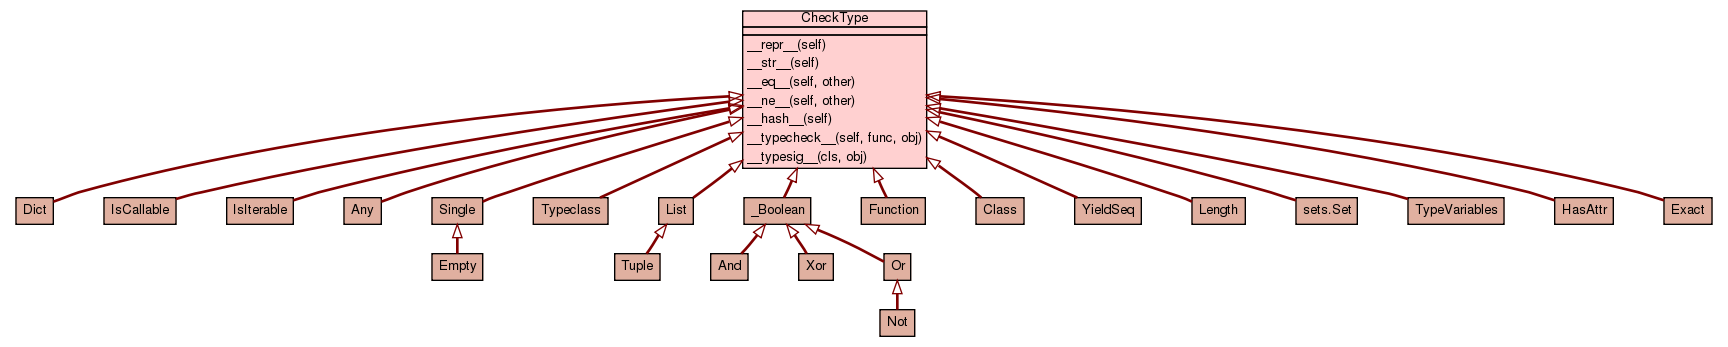 CheckType
__repr__(self)
__str__(self)
__eq__(self, other)
__ne__(self, other)
__hash__(self)
__typecheck__(self, func, obj)
__typesig__(cls, obj)
Dict
IsCallable
IsIterable
Any
Single
Typeclass
List
_Boolean
Function
Class
YieldSeq
Length
sets.Set
TypeVariables
HasAttr
Exact
Empty
Tuple
And
Xor
Or
Not